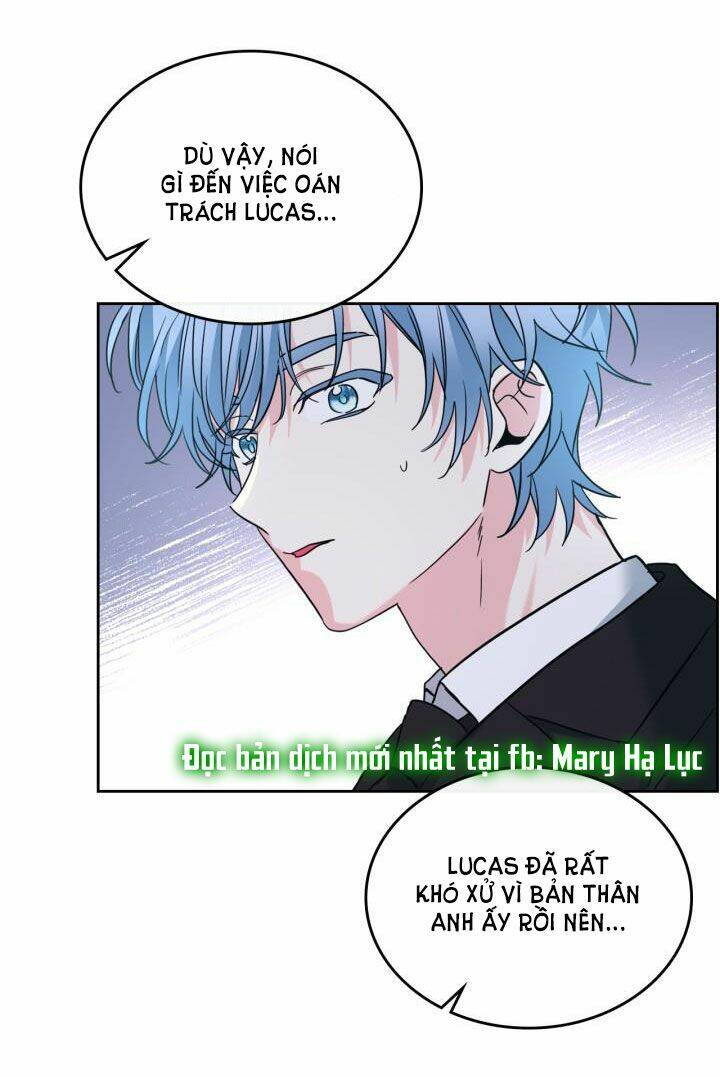 DÙ VẬY, NÓI
GÌ ĐẾN VIỆC OÁN
TRÁCH LUCAS...
Đọc bản dịch mới nhất tại fb: Mary Hạ Lục
LUCAS ĐÃ RẤT
KHÓ XỬ VÌ BẢN THÂN
ANH ẤY RỒI NÊN...